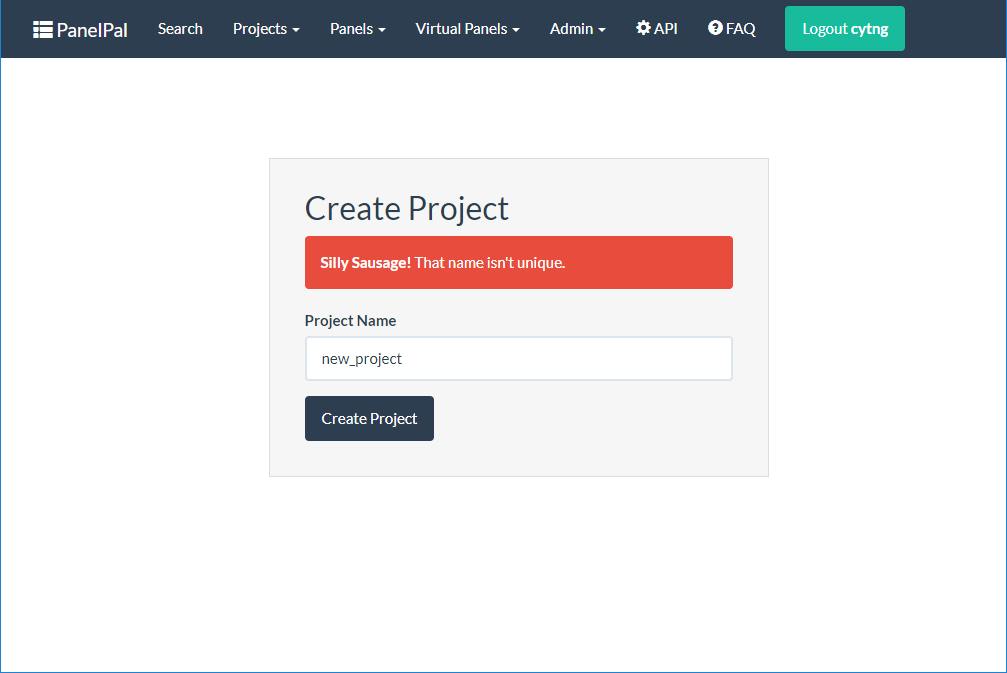 PanelPal Search Projects Panels Virtual Panels Admin API FAQ Logout cytng
Create Project
Silly Sausage! That name isn't unique.
Project Name
new_project
Create Project